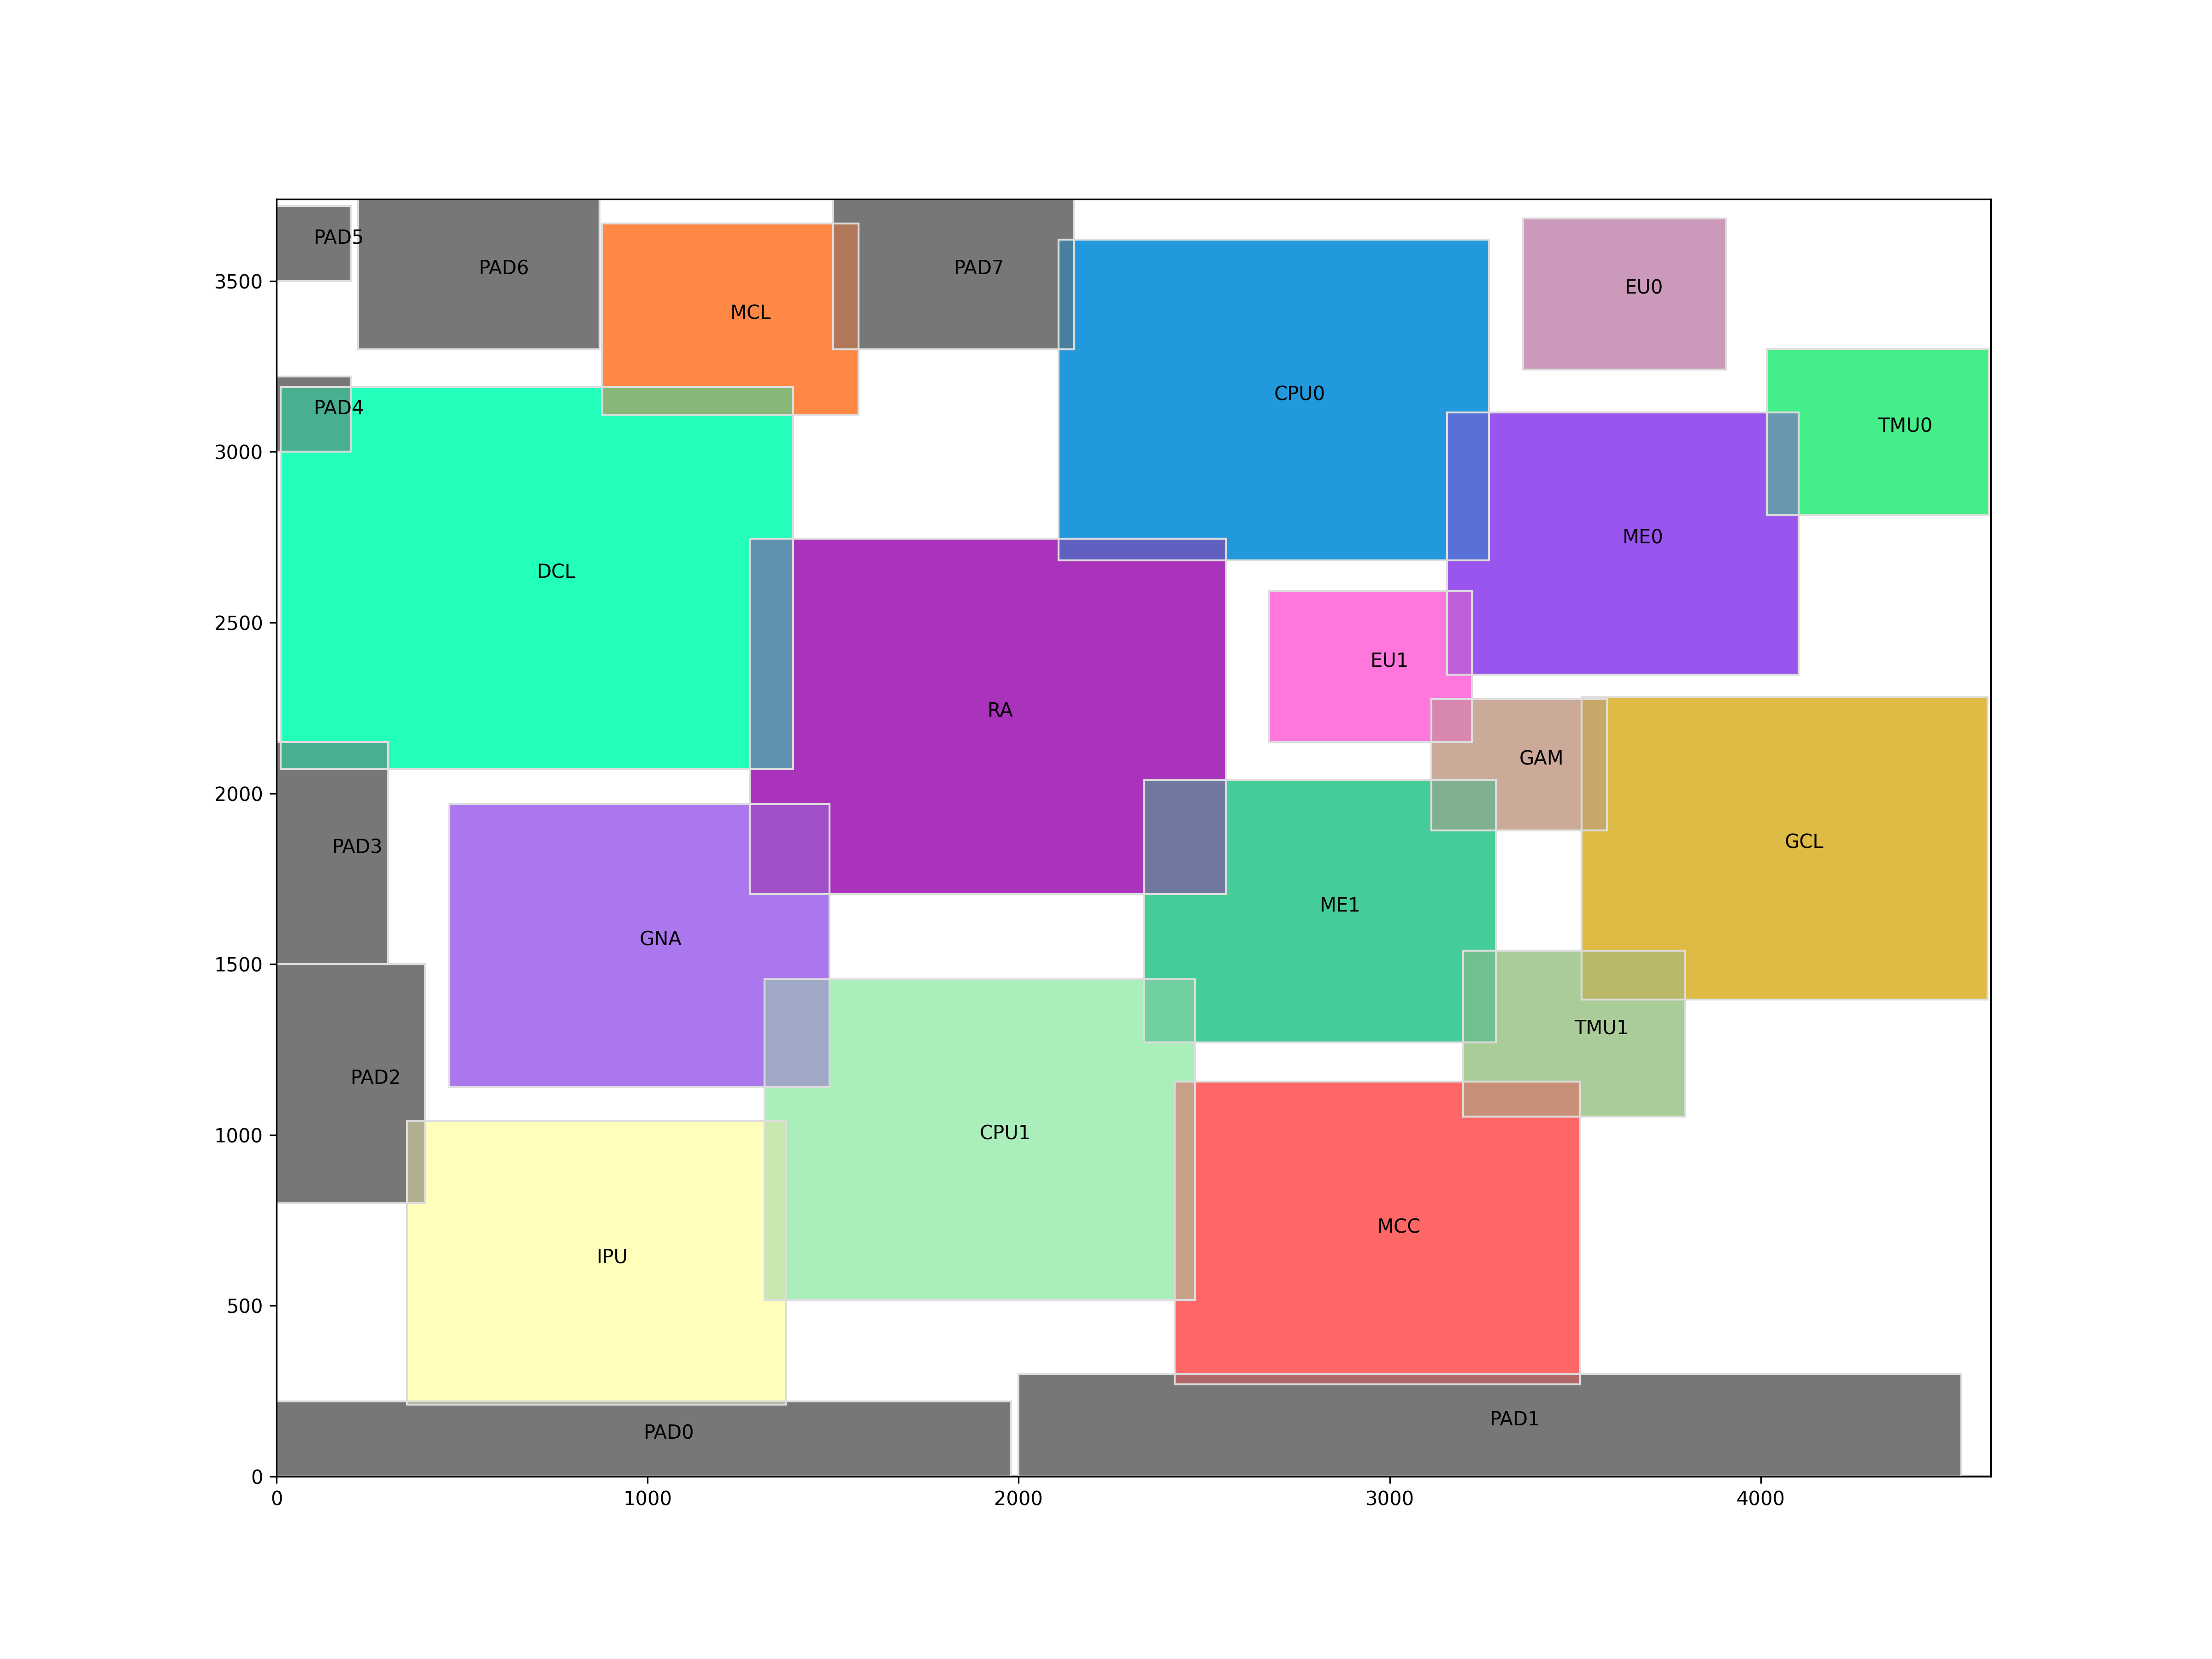 PAD5
PAD6
PAD7
EU0
MCL
CPU0
PAD4
TMU0
ME0
DCL
EU1
RA
GAM
PAD3
GCL
ME1
GNA
TMU1
PAD2
CPU1
MCC
IPU
PAD1
PAD0
3500
3000
2500
2000
1500
1000
500
0
0 1000 2000 3000 4000